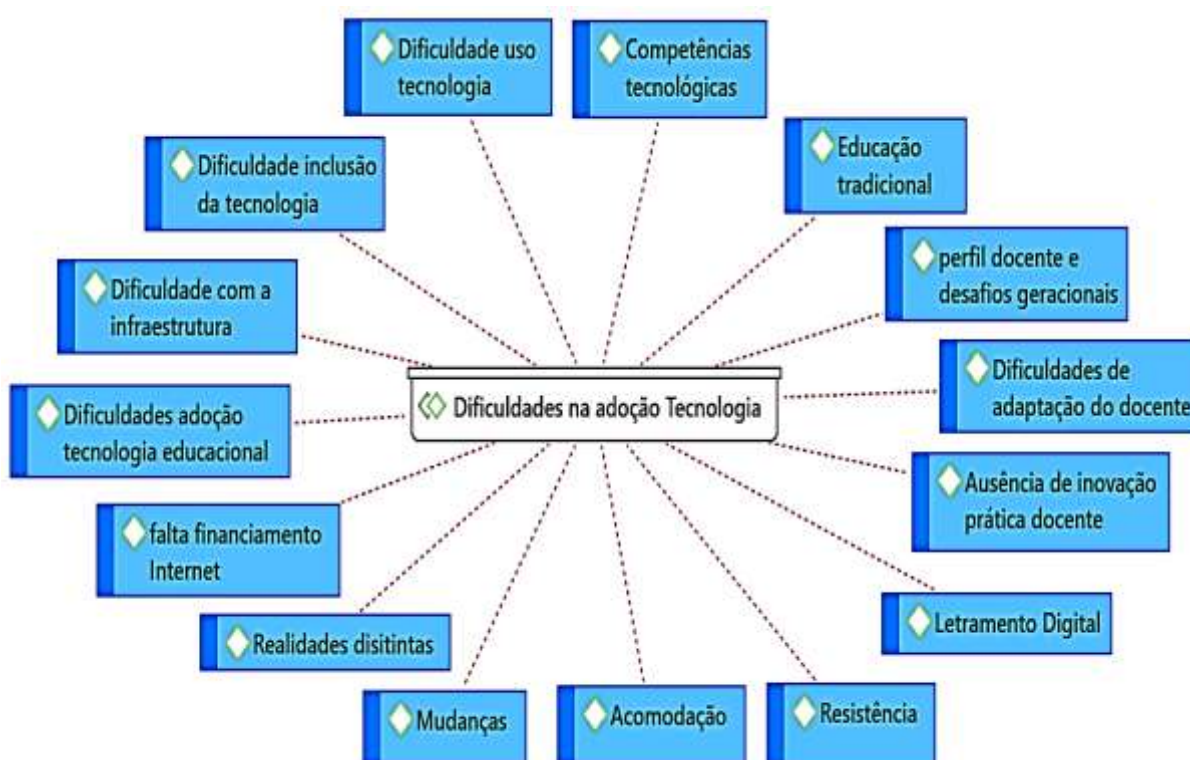 Dificuldade uso
tecnologia
Competências
tecnológicas
Educação
tradicional
Dificuldade inclusão
da tecnologia
perfil docente e
desafios geracionais
Dificuldade com a
infraestrutura
Dificuldades de
adaptação do docente
Dificuldades na adoção Tecnologia
Dificuldades adoção
tecnologia educacional
Ausência de inovação
prática docente
falta financiamento
Internet
Letramento Digital
Realidades disitintas
Mudanças
Acomodação
Resistência